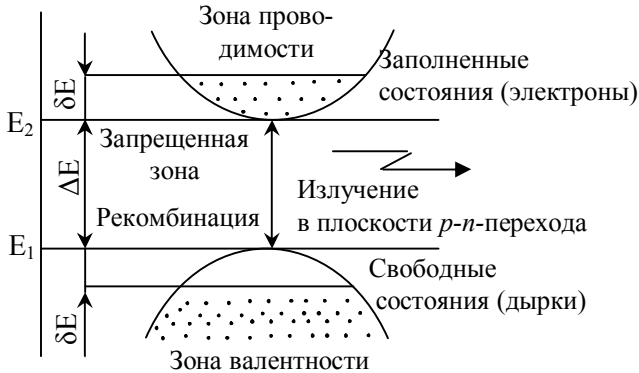 Зона прово-
димости
Заполненные
состояния (электроны)
δE
E₂
Запрещенная
зона
ΔE
Излучение
в плоскости p-n-перехода
Рекомбинация
E₁
Свободные
состояния (дырки)
δE
Зона валентности